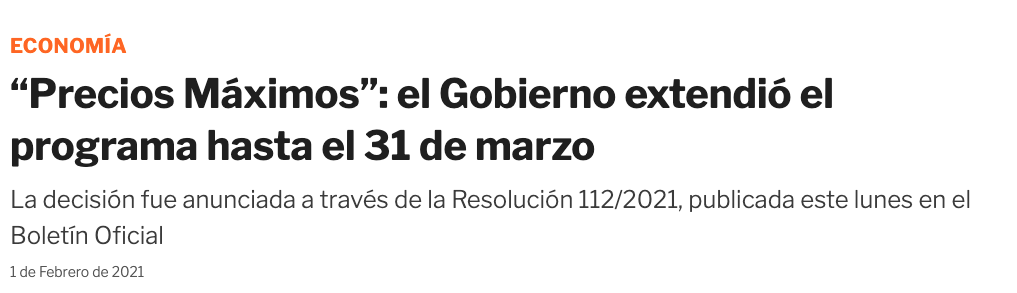 ECONOMÍA
“Precios Máximos”: el Gobierno extendió el
programa hasta el 31 de marzo
La decisión fue anunciada a través de la Resolución 112/2021, publicada este lunes en el
Boletín Oficial
1 de Febrero de 2021